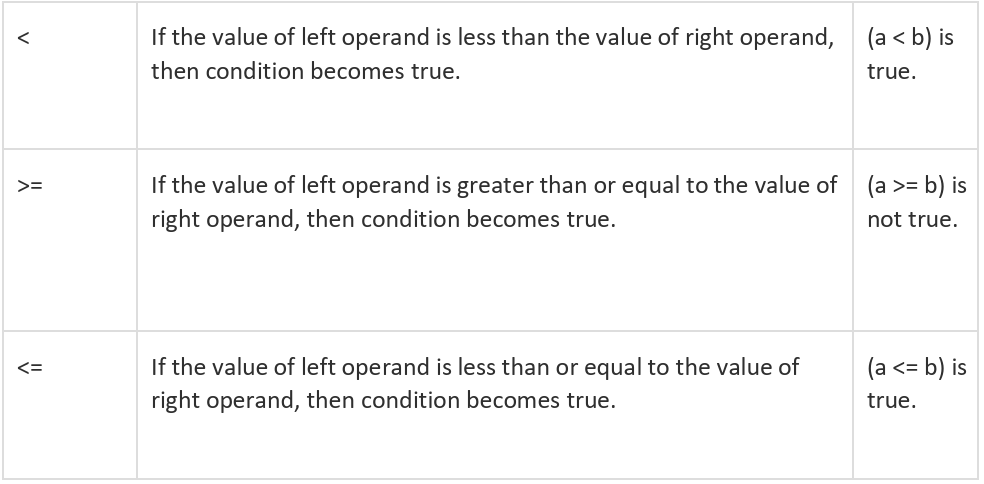 <
If the value of left operand is less than the value of right operand,
then condition becomes true.
(a < b) is
true.
>=
If the value of left operand is greater than or equal to the value of
right operand, then condition becomes true.
(a >= b) is
not true.
<=
If the value of left operand is less than or equal to the value of
right operand, then condition becomes true.
(a <= b) is
true.